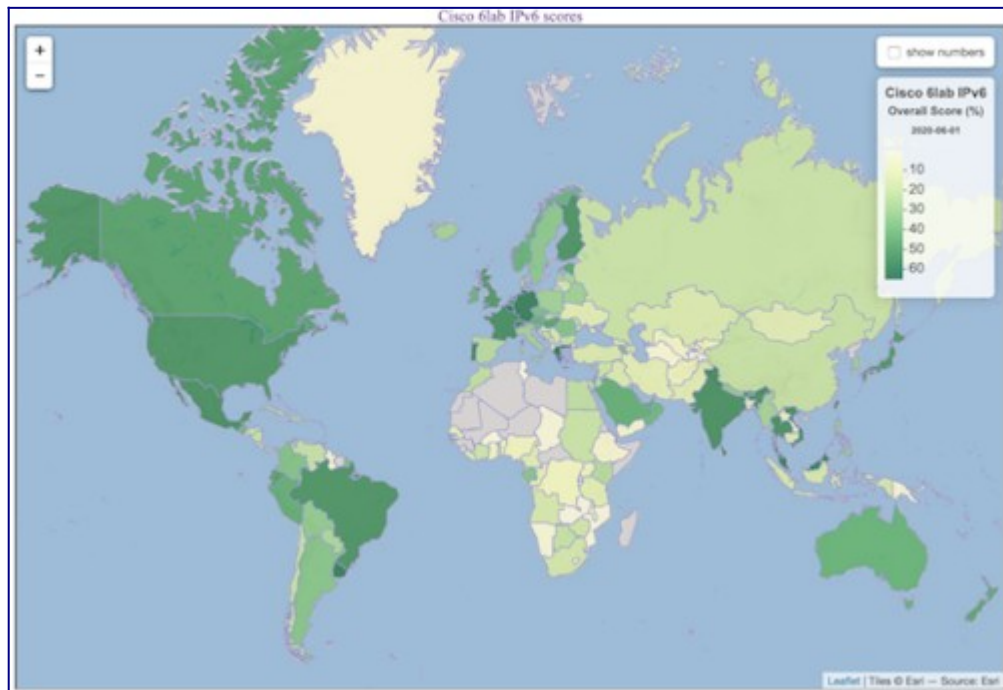 Cisco 6lab IPv6 scores
+
−
show numbers
Cisco 6lab IPv6
Overall Score (%)
2020-06-01
10
20
30
40
50
60
Leaflet | Tiles © Esri — Source: Esri